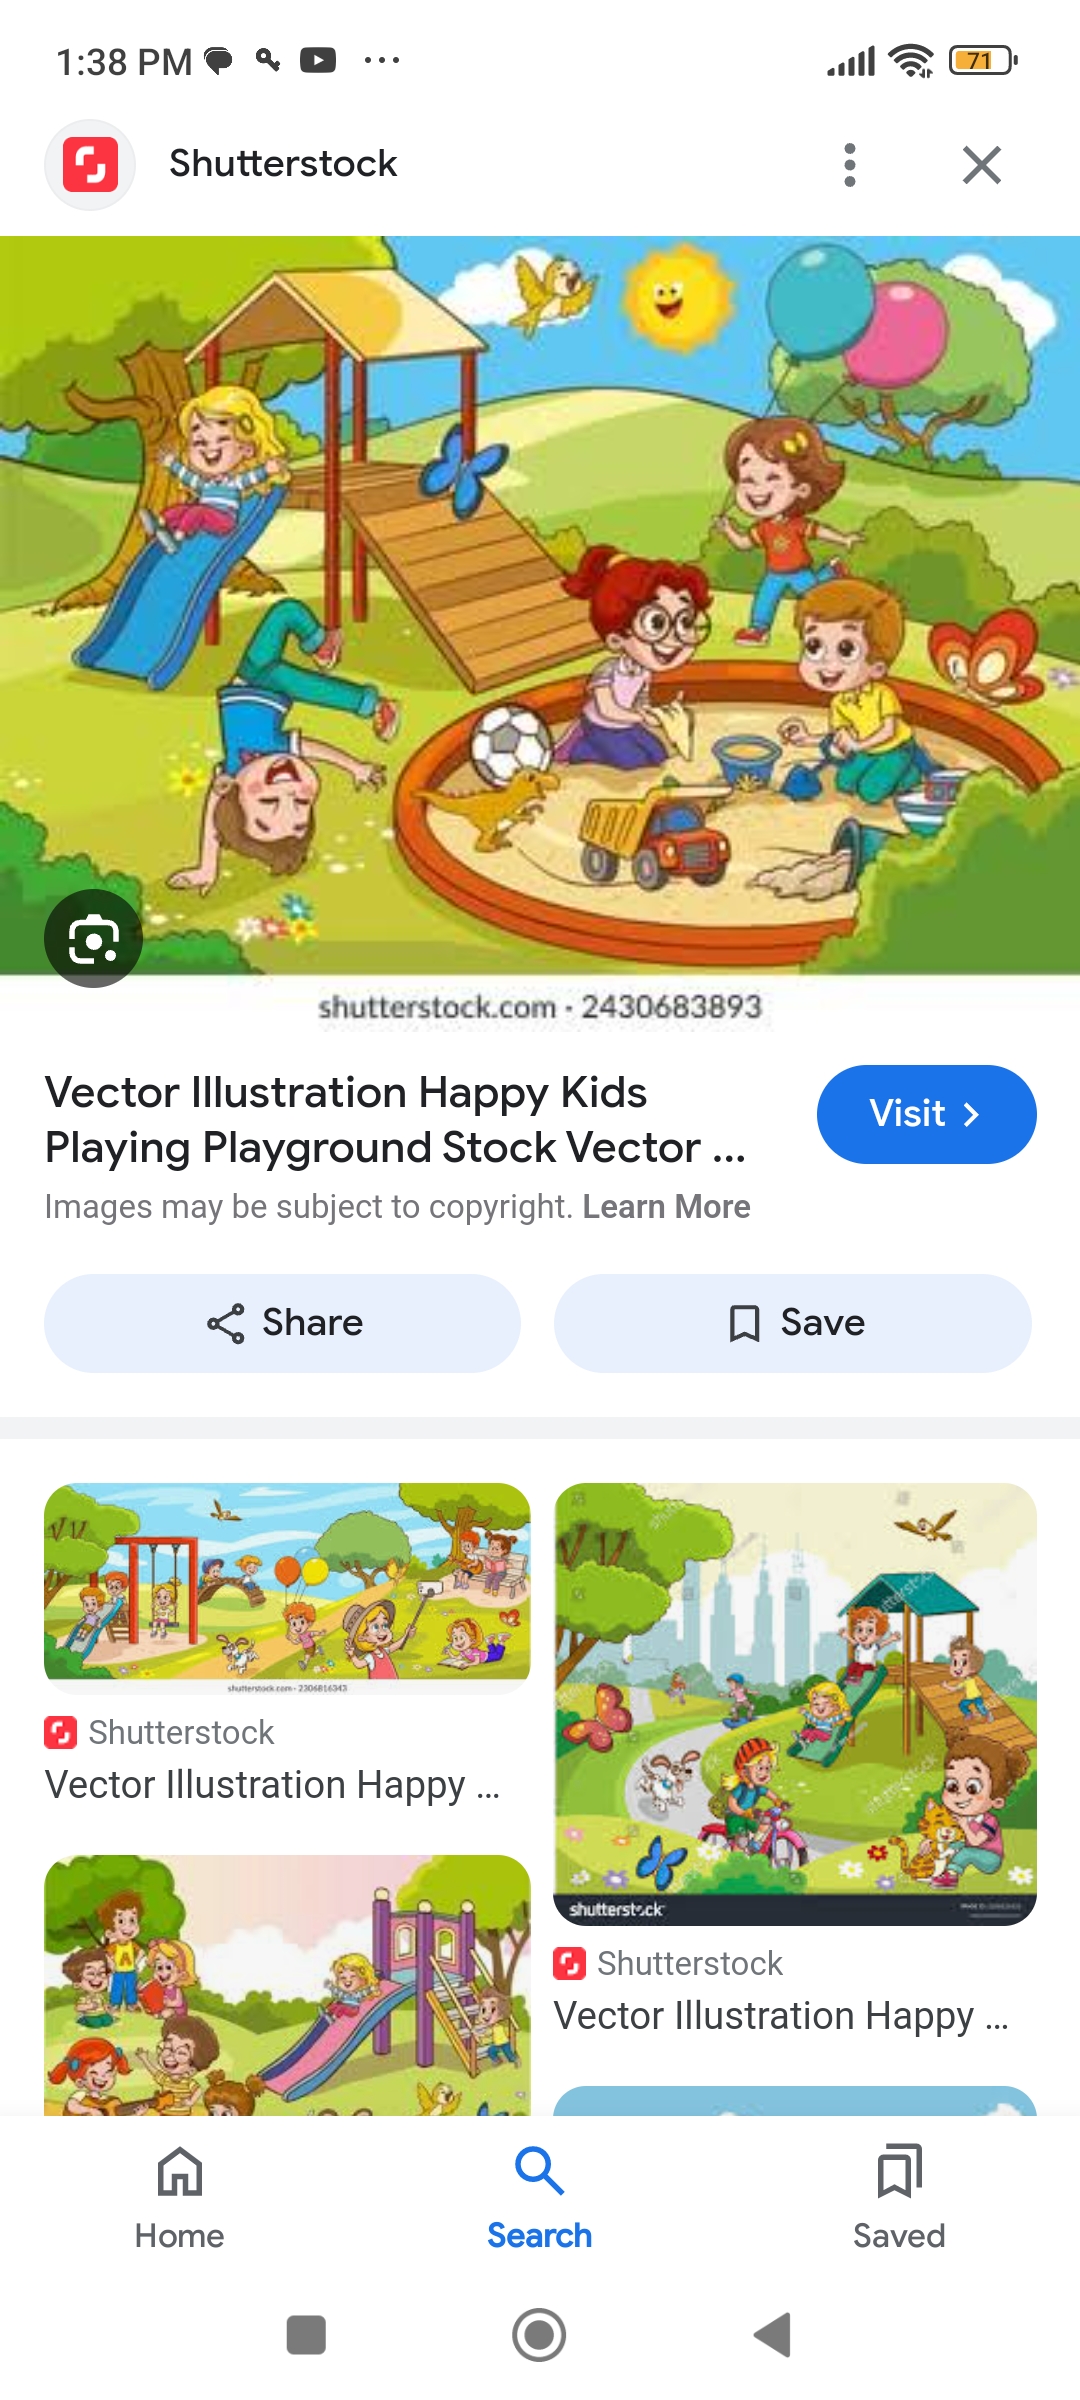 1:38 PM
71
Shutterstock
shutterstock.com · 2430683893
Vector Illustration Happy Kids
Playing Playground Stock Vector ...
Visit
Images may be subject to copyright. Learn More
Share
Save
shutterstock.com · 2306816343
Shutterstock
Vector Illustration Happy ...
A
shutterstock
Shutterstock
Vector Illustration Happy ...
Home
Search
Saved